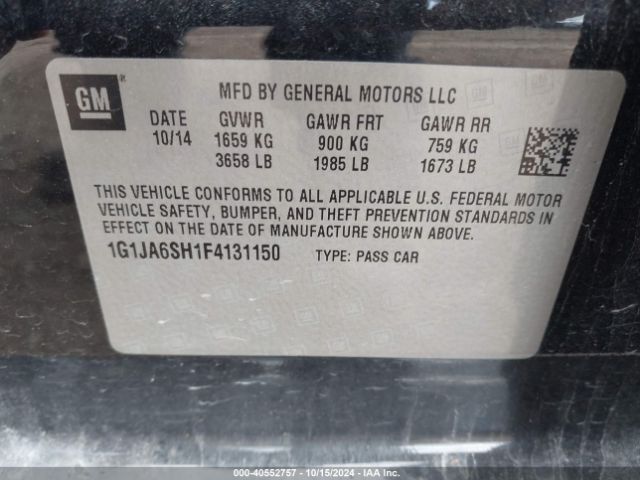 GM®
MFD BY GENERAL MOTORS LLC
DATE GVWR GAWR FRT GAWR RR
10/14 1659 KG 900 KG 759 KG
3658 LB 1985 LB 1673 LB
THIS VEHICLE CONFORMS TO ALL APPLICABLE U.S. FEDERAL MOTOR
VEHICLE SAFETY, BUMPER, AND THEFT PREVENTION STANDARDS IN
EFFECT ON THE DATE OF MANUFACTURE SHOWN ABOVE.
1G1JA6SH1F4131150 TYPE: PASS CAR
000-40552757 - 10/15/2024 - IAA Inc.